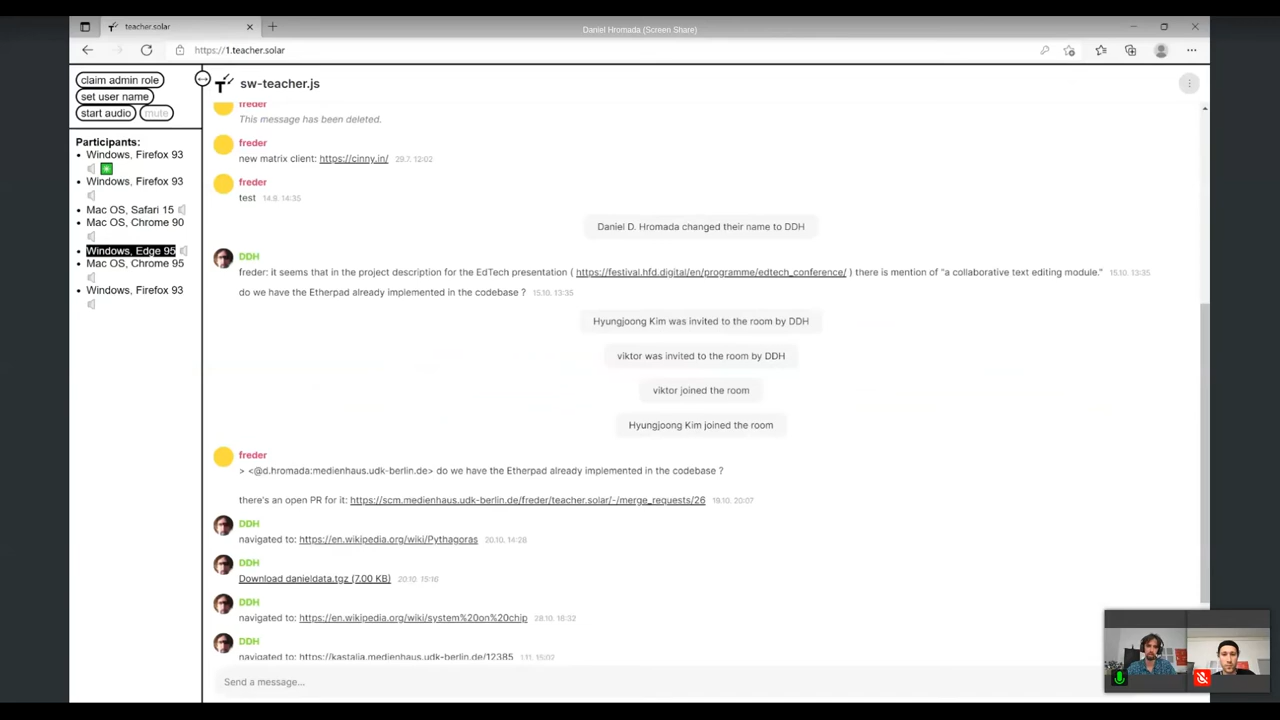 Daniel Hromada (Screen Share)
teacher.solar
https://1.teacher.solar
claim admin role
set user name
start audio mute
Participants:
Windows, Firefox 93
Windows, Firefox 93
Mac OS, Safari 15
Mac OS, Chrome 90
Windows, Edge 95
Mac OS, Chrome 95
Windows, Firefox 93
sw-teacher.js
freder
This message has been deleted.
freder
new matrix client: https://cinny.in/ 29.7. 12:02
freder
test 14.8. 14:35
Daniel D. Hromada changed their name to DDH
DDH
freder: it seems that in the project description for the EdTech presentation ( https://festival.hfd.digital/en/programme/edtech_conference/ ) there is mention of "a collaborative text editing module." 15.10. 13:35
do we have the Etherpad already implemented in the codebase ? 15.10. 13:35
Hyungjoong Kim was invited to the room by DDH
viktor was invited to the room by DDH
viktor joined the room
Hyungjoong Kim joined the room
freder
> <@d.hromada:medienhaus.udk-berlin.de> do we have the Etherpad already implemented in the codebase ?
there's an open PR for it: https://scm.medienhaus.udk-berlin.de/freder/teacher.solar/-/merge_requests/26 19.10. 20:07
DDH
navigated to: https://en.wikipedia.org/wiki/Pythagoras 20.10. 14:28
DDH
Download danieldata.tgz (7.00 KB) 20.10. 15:16
DDH
navigated to: https://en.wikipedia.org/wiki/system%20on%20chip 28.10. 16:32
DDH
navigated to: https://kastalia.medienhaus.udk-berlin.de/12385 1.11. 15:02
Send a message...